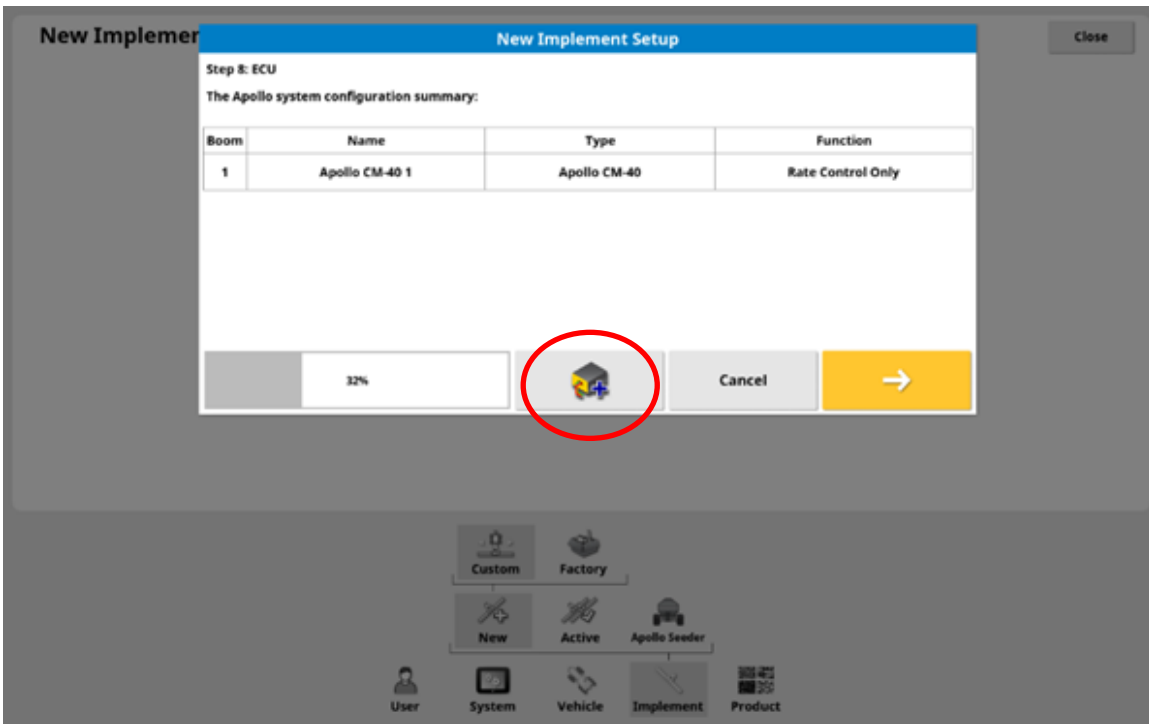 New Implemen
New Implement Setup
Close
Step 8: ECU
The Apollo system configuration summary:
Boom Name Type Function
1 Apollo CM-40 1 Apollo CM-40 Rate Control Only
32%
Cancel
Custom Factory
New Active Apollo Seeder
User System Vehicle Implement Product